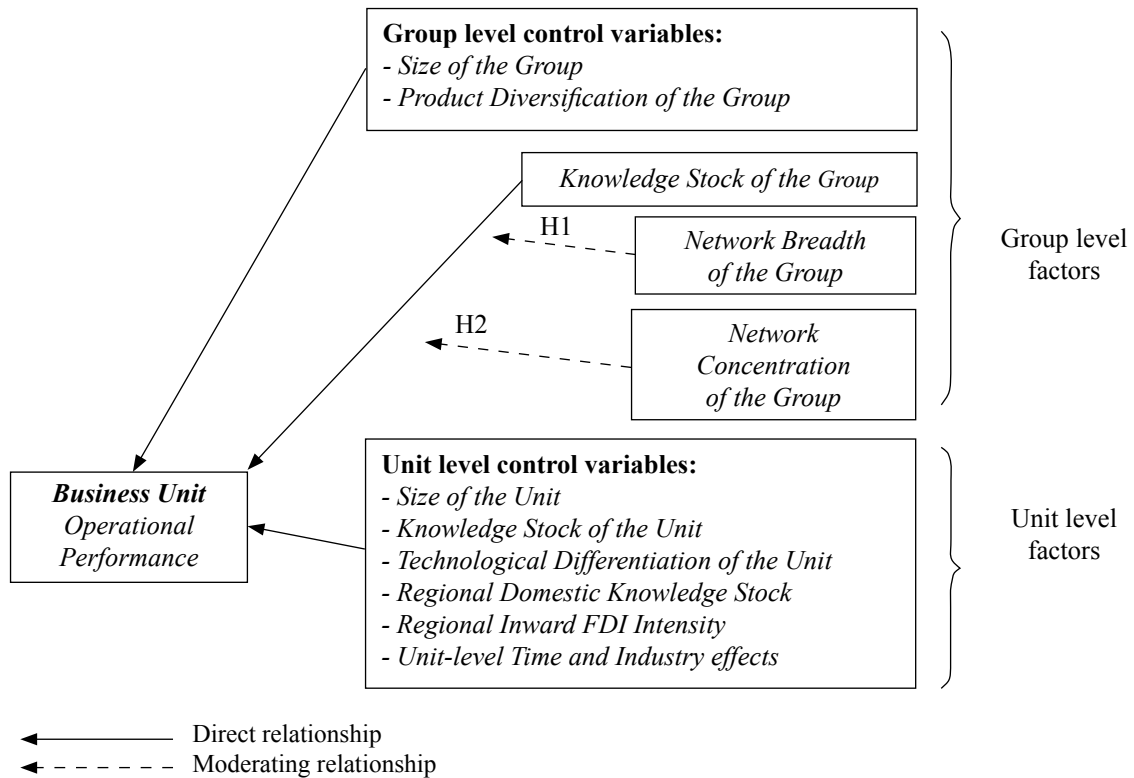 Group level control variables:
- Size of the Group
- Product Diversification of the Group
Knowledge Stock of the Group
H1
Network Breadth
of the Group
H2
Network
Concentration
of the Group
Group level
factors
Unit level control variables:
- Size of the Unit
- Knowledge Stock of the Unit
- Technological Differentiation of the Unit
- Regional Domestic Knowledge Stock
- Regional Inward FDI Intensity
- Unit-level Time and Industry effects
Business Unit
Operational
Performance
Unit level
factors
Direct relationship
Moderating relationship